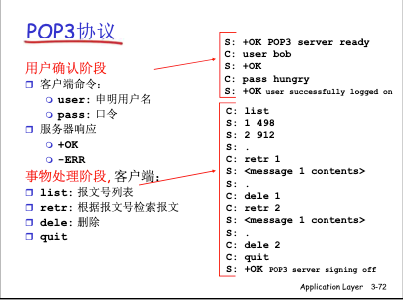 POP3协议
用户确认阶段
客户端命令：
user: 申明用户名
pass: 口令
服务器响应
+OK
-ERR
事物处理阶段, 客户端：
list: 报文号列表
retr: 根据报文号检索报文
dele: 删除
quit
S: +OK POP3 server ready
C: user bob
S: +OK
C: pass hungry
S: +OK user successfully logged on
C: list
S: 1 498
S: 2 912
S: .
C: retr 1
S: <message 1 contents>
S: .
C: dele 1
C: retr 2
S: <message 1 contents>
S: .
C: dele 2
C: quit
S: +OK POP3 server signing off
Application Layer 3-72